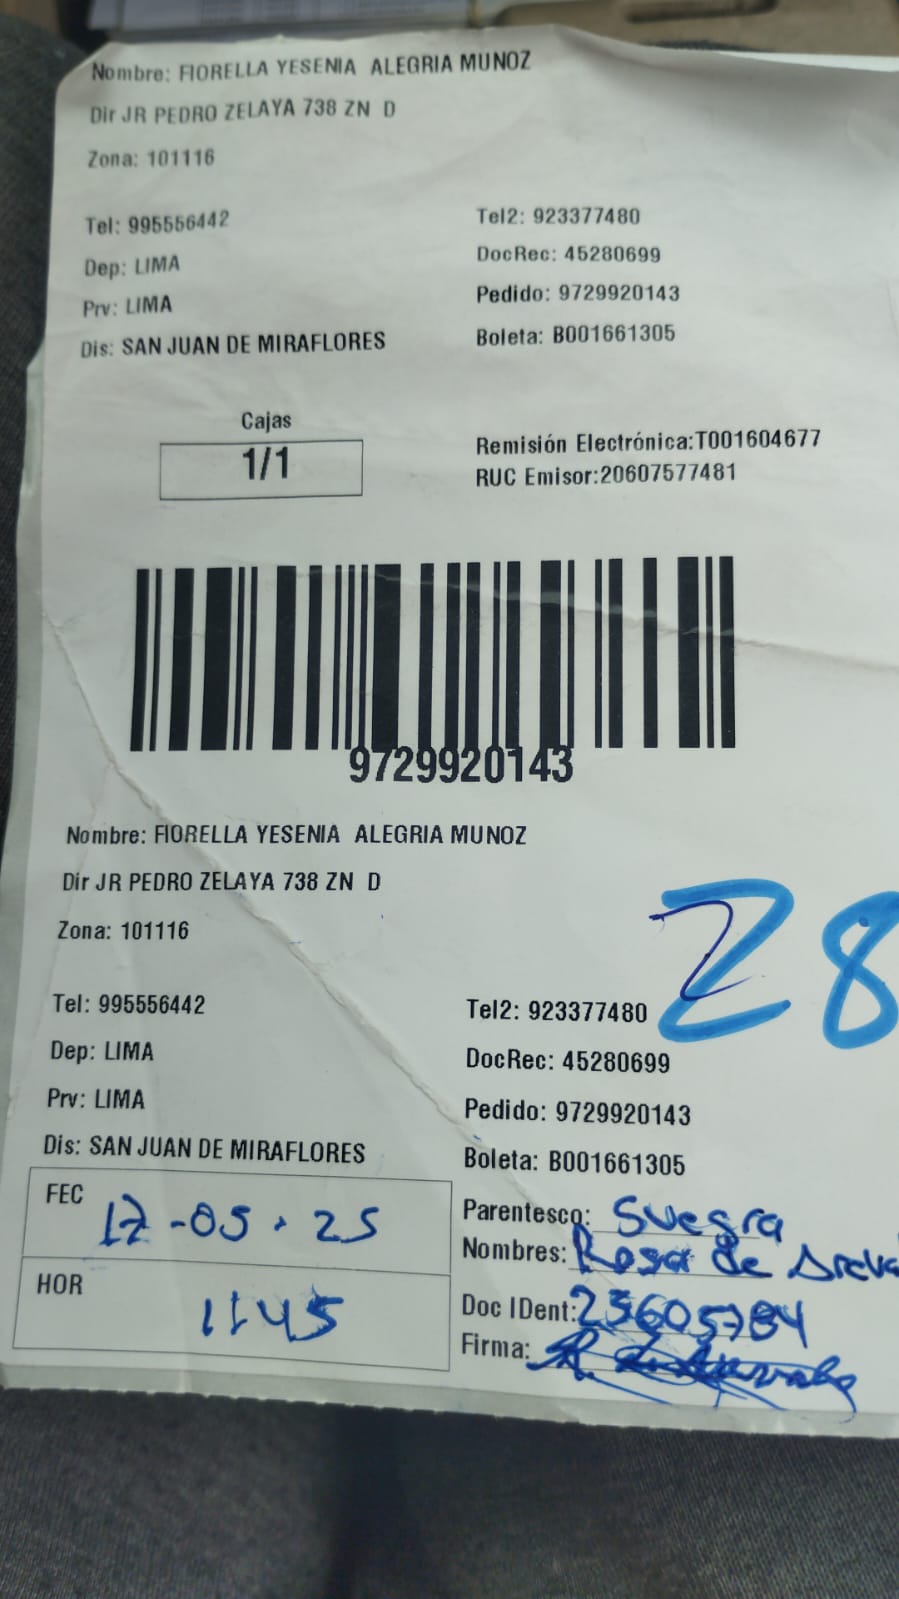 Nombre: FIORELLA YESENIA ALEGRIA MUNOZ
Dir JR PEDRO ZELAYA 738 ZN D
Zona: 101116
Tel: 995556442 Tel2: 923377480
Dep: LIMA DocRec: 45280699
Prv: LIMA Pedido: 9729920143
Dis: SAN JUAN DE MIRAFLORES Boleta: B001661305
Cajas
1/1
Remisión Electrónica:T001604677
RUC Emisor:20607577481
9729920143
Nombre: FIORELLA YESENIA ALEGRIA MUNOZ
Dir JR PEDRO ZELAYA 738 ZN D
Zona: 101116
28
Tel: 995556442 Tel2: 923377480
Dep: LIMA DocRec: 45280699
Prv: LIMA Pedido: 9729920143
Dis: SAN JUAN DE MIRAFLORES Boleta: B001661305
FEC 17-05.25
HOR 1145
Parentesco: Suegra
Nombres: Rosa de
Doc IDent:
Firma: